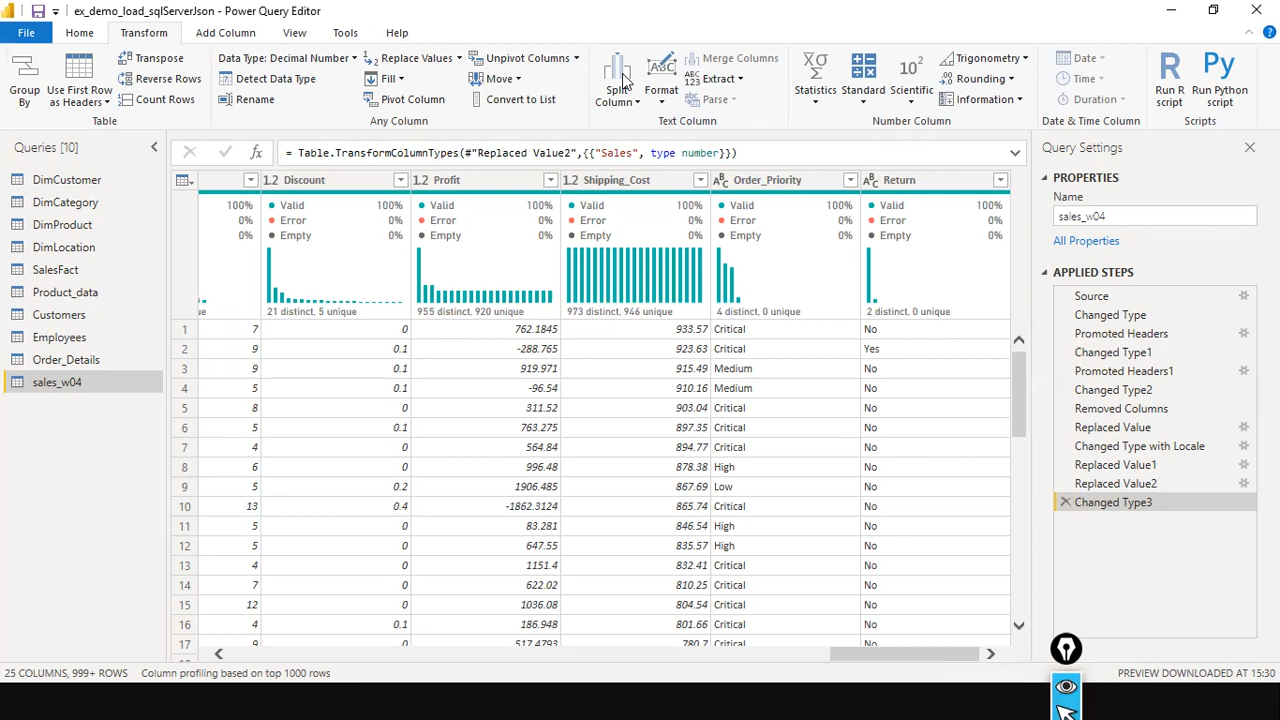 ex_demo_load_sqlServerJson - Power Query Editor
File Home Transform Add Column View Tools Help
Group By
Use First Row as Headers
Transpose
Reverse Rows
Count Rows
Table
Data Type: Decimal Number
Detect Data Type
Rename
Replace Values
Fill
Pivot Column
Unpivot Columns
Move
Convert to List
Any Column
Split Column
Format
Merge Columns
Extract
Parse
Text Column
Statistics
Standard
Scientific
Trigonometry
Rounding
Information
Number Column
Date
Time
Duration
Date & Time Column
Run R script
Run Python script
Scripts
Queries [10]
DimCustomer
DimCategory
DimProduct
DimLocation
SalesFact
Product_data
Customers
Employees
Order_Details
sales_w04
= Table.TransformColumnTypes(#"Replaced Value2",{{"Sales", type number}})
1.2 Discount 1.2 Profit 1.2 Shipping_Cost ABC Order_Priority ABC Return
100% Valid 100% Valid 100% Valid 100% Valid 100% Valid 100%
0% Error 0% Error 0% Error 0% Error 0% Error 0%
0% Empty 0% Empty 0% Empty 0% Empty 0% Empty 0%
ue 21 distinct, 5 unique 955 distinct, 920 unique 973 distinct, 946 unique 4 distinct, 0 unique 2 distinct, 0 unique
1 7 0 762.1845 933.57 Critical No
2 9 0.1 -288.765 923.63 Critical Yes
3 9 0.1 919.971 915.49 Medium No
4 5 0.1 -96.54 910.16 Medium No
5 8 0 311.52 903.04 Critical No
6 5 0.1 763.275 897.35 Critical No
7 4 0 564.84 894.77 Critical No
8 6 0 996.48 878.38 High No
9 5 0.2 1906.485 867.69 Low No
10 13 0.4 -1862.3124 865.74 Critical No
11 5 0 83.281 846.54 High No
12 5 0 647.55 835.57 High No
13 4 0 1151.4 832.41 Critical No
14 7 0 622.02 810.25 Critical No
15 12 0 1036.08 804.54 Critical No
16 4 0.1 186.948 801.66 Critical No
17 9 0 517.4793 780.7 Critical No
Query Settings
PROPERTIES
Name
sales_w04
All Properties
APPLIED STEPS
Source
Changed Type
Promoted Headers
Changed Type1
Promoted Headers1
Changed Type2
Removed Columns
Replaced Value
Changed Type with Locale
Replaced Value1
Replaced Value2
Changed Type3
25 COLUMNS, 999+ ROWS Column profiling based on top 1000 rows PREVIEW DOWNLOADED AT 15:30